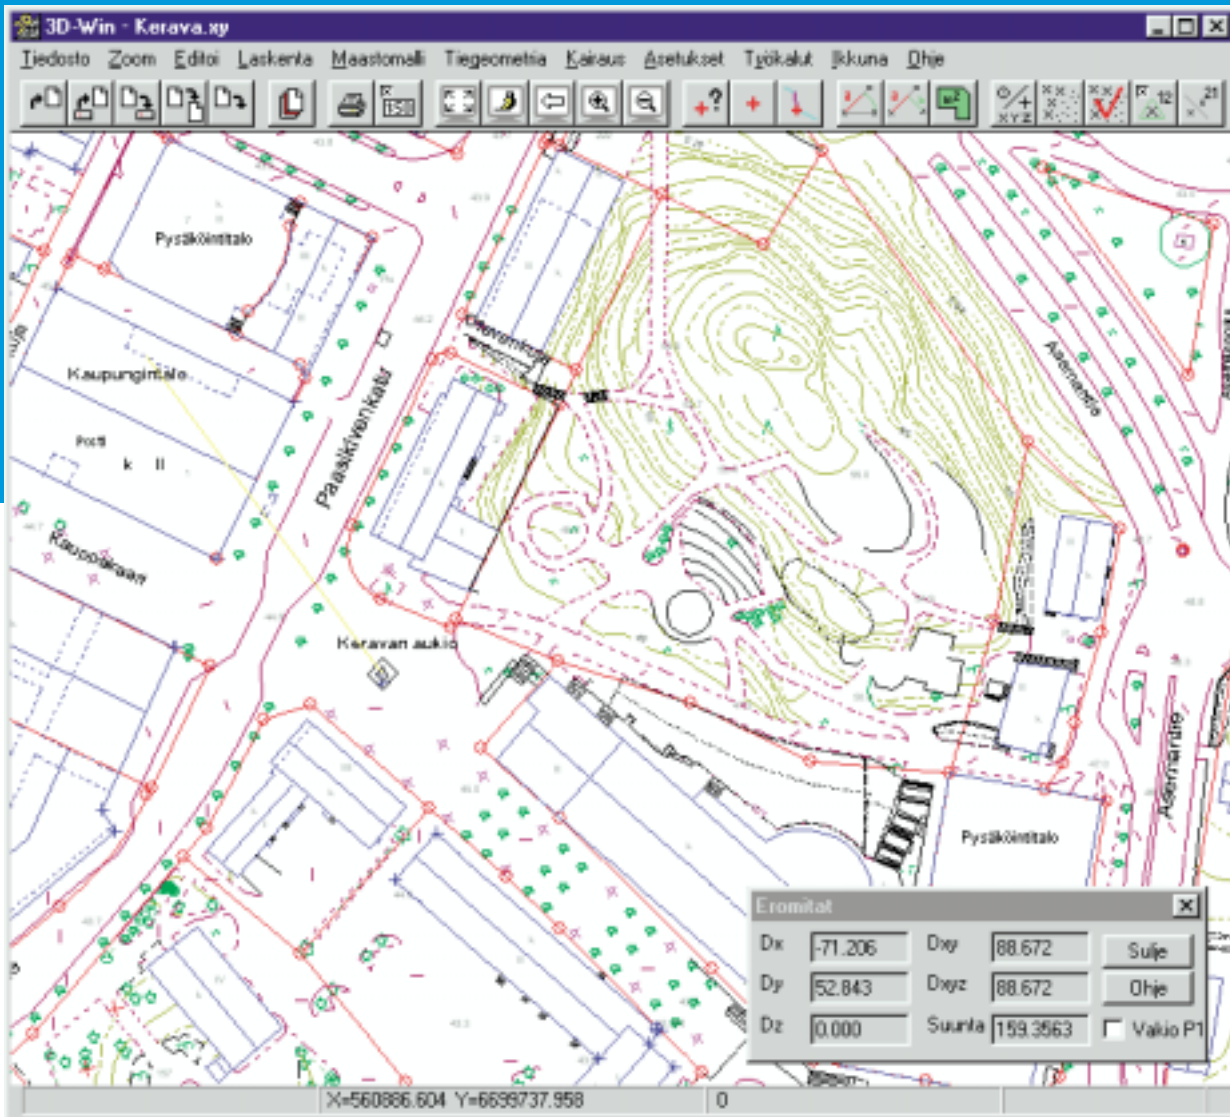 3D-Win - Kerava.xy
Tiedosto Zoom Editoi Laskenta Maastomalli Tiegeometria Kairaus Asetukset Työkalut Ikkuna Ohje
Pysäköintitalo
Kaupungintalo
Posti
k II
Paasikivenkatu
Asemantie
Kauppakaari
Keravan aukio
Asemantie
Pysäköintitalo
Eromitat
Dx -71.206 Dxy 88.672 Sulje
Dy 52.843 Dxyz 88.672 Ohje
Dz 0.000 Suunta 159.3563 Vakio P1
X=560886.604 Y=6699737.958 0